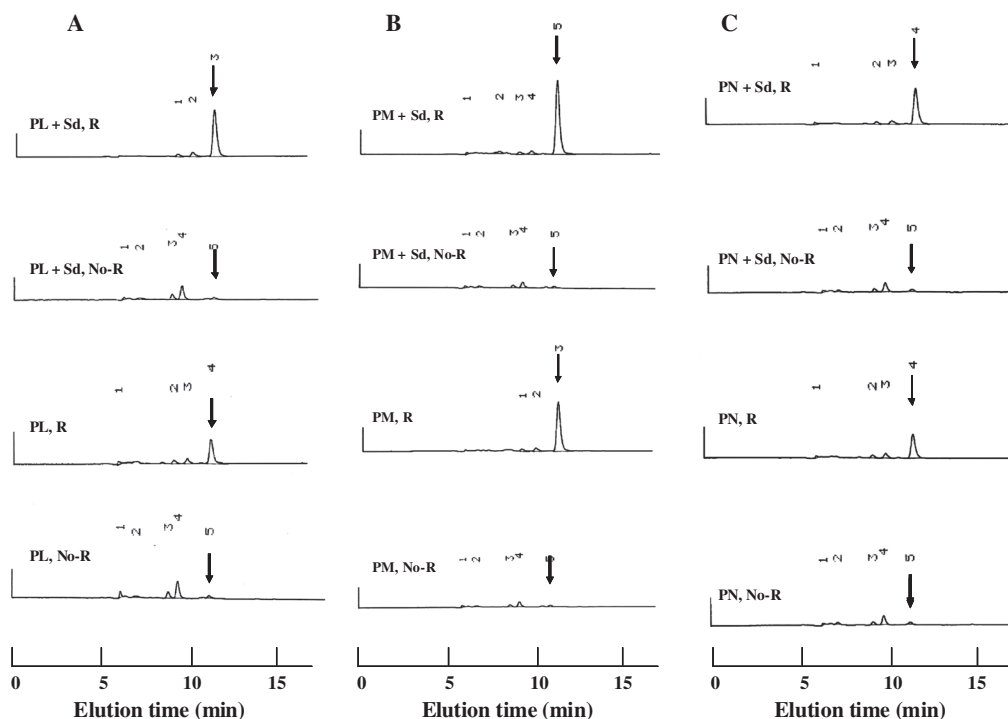 A
B
C
3
1 2
PL + Sd, R
5
1 2 3 4
PM + Sd, R
4
1 2 3
PN + Sd, R
1 2 3 4 5
PL + Sd, No-R
1 2 3 4 5
PM + Sd, No-R
1 2 3 4 5
PN + Sd, No-R
4
1 2 3
PL, R
3
1 2
PM, R
4
1 2 3
PN, R
1 2 3 4 5
PL, No-R
1 2 3 4 5
PM, No-R
1 2 3 4 5
PN, No-R
0 5 10 15
0 5 10 15
0 5 10 15
Elution time (min)
Elution time (min)
Elution time (min)